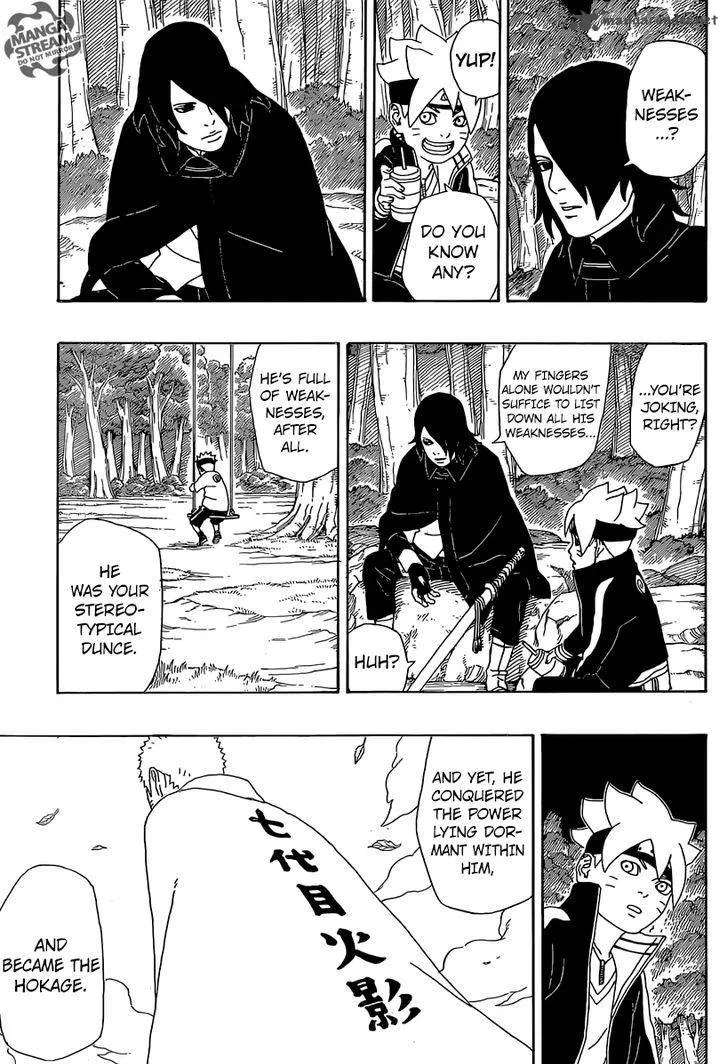 MANGA
STREAM
DO NOT MIRROR
WEAK-
NESSES
...?
YUP!
DO YOU
KNOW
ANY?
...YOU'RE
JOKING,
RIGHT?
MY FINGERS
ALONE WOULDN'T
SUFFICE TO LIST
DOWN ALL HIS
WEAKNESSES...
HUH?
HE'S FULL
OF WEAK-
NESSES,
AFTER
ALL.
HE
WAS YOUR
STEREO-
TYPICAL
DUNCE.
AND YET, HE
CONQUERED
THE POWER
LYING DOR-
MANT WITHIN
HIM,
七代目火影
AND
BECAME THE
HOKAGE.